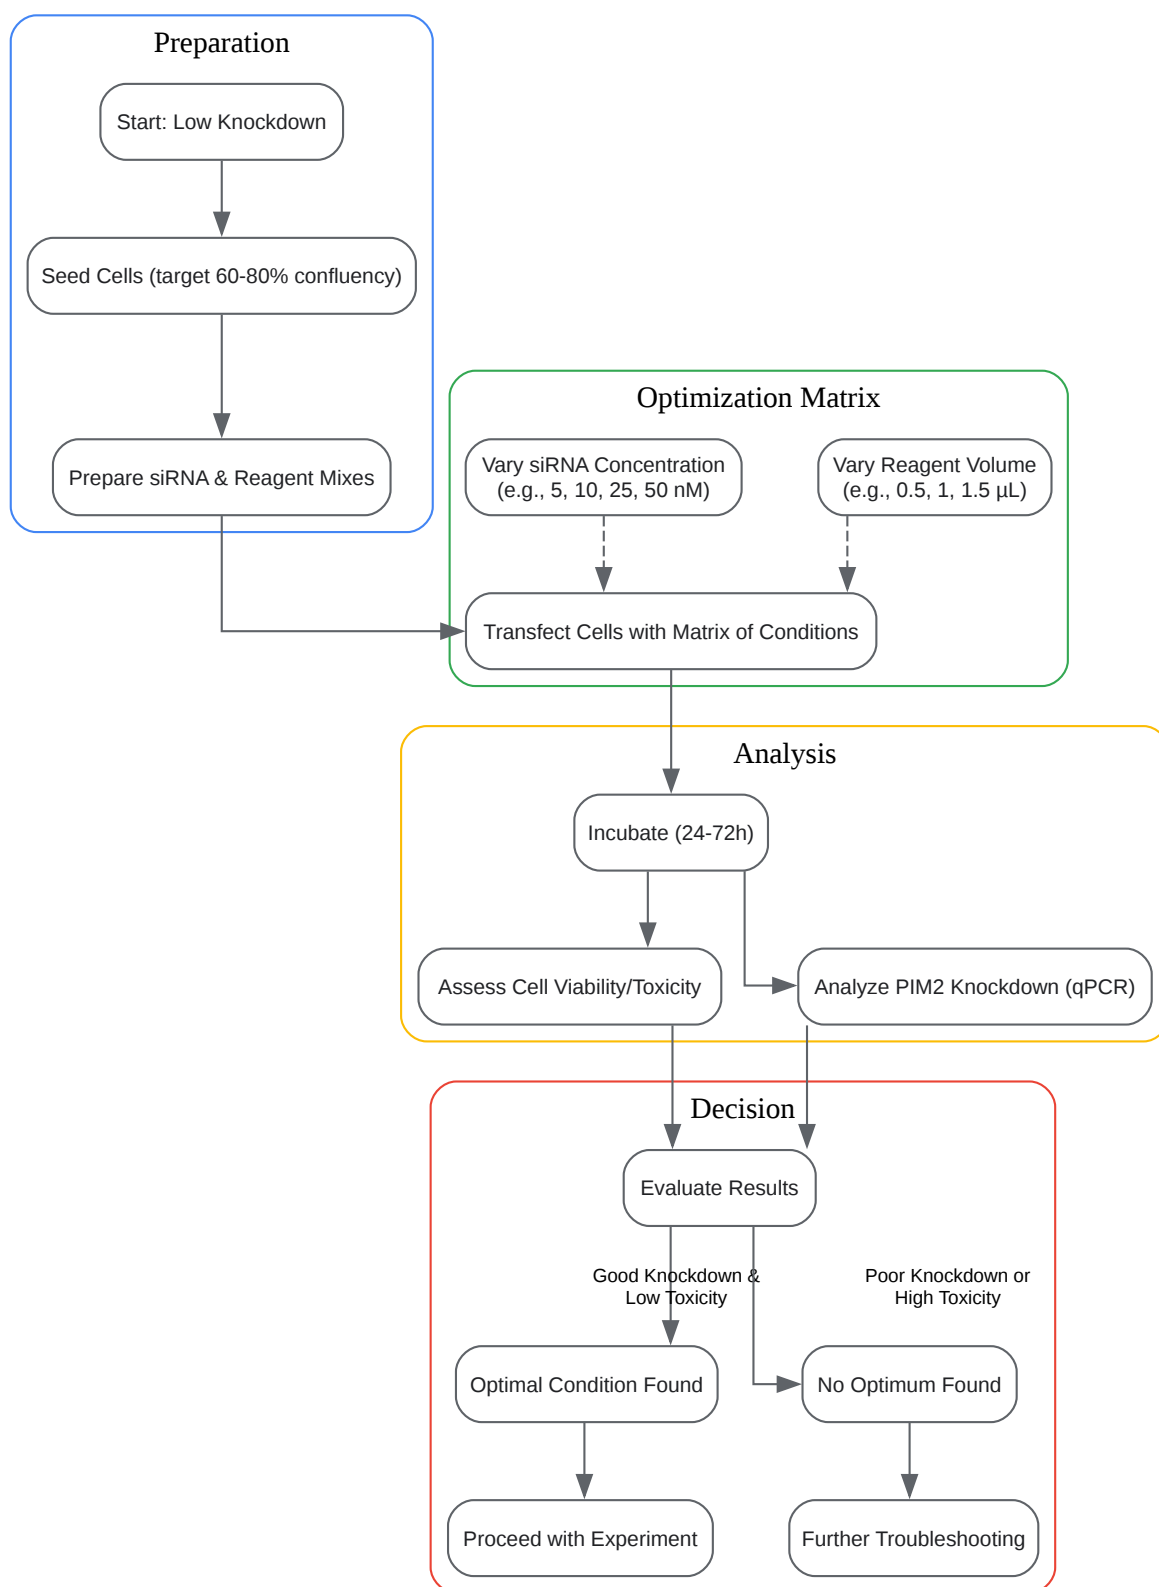 Preparation
Start: Low Knockdown
Seed Cells (target 60-80% confluency)
Prepare siRNA & Reagent Mixes
Optimization Matrix
Vary siRNA Concentration
(e.g., 5, 10, 25, 50 nM)
Vary Reagent Volume
(e.g., 0.5, 1, 1.5 µL)
Transfect Cells with Matrix of Conditions
Analysis
Incubate (24-72h)
Assess Cell Viability/Toxicity
Analyze PIM2 Knockdown (qPCR)
Decision
Evaluate Results
Good Knockdown &
Low Toxicity
Poor Knockdown or
High Toxicity
Optimal Condition Found
No Optimum Found
Proceed with Experiment
Further Troubleshooting